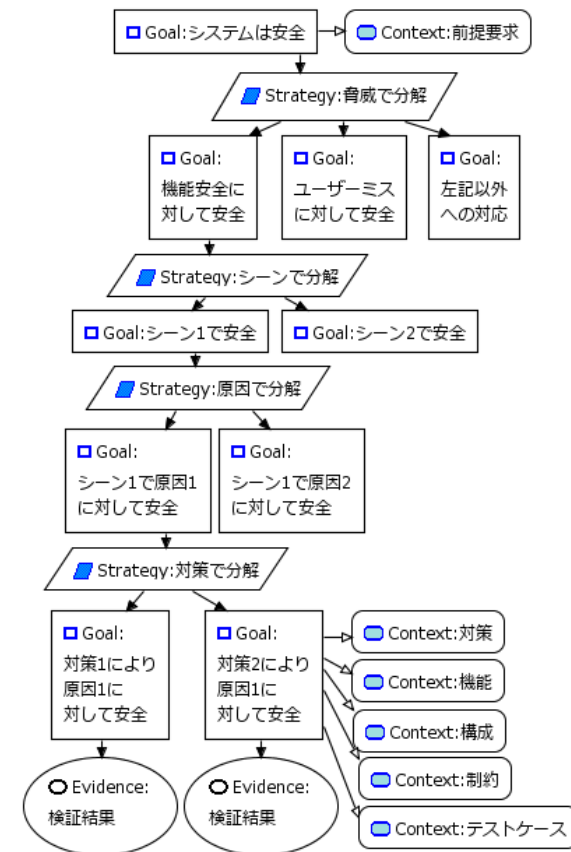 Goal:システムは安全
Context:前提要求
Strategy:脅威で分解
Goal:
機能安全に
対して安全
Goal:
ユーザーミス
に対して安全
Goal:
左記以外
への対応
Strategy:シーンで分解
Goal:シーン1で安全
Goal:シーン2で安全
Strategy:原因で分解
Goal:
シーン1で原因1
に対して安全
Goal:
シーン1で原因2
に対して安全
Strategy:対策で分解
Goal:
対策1により
原因1に
対して安全
Goal:
対策2により
原因1に
対して安全
Context:対策
Context:機能
Context:構成
Context:制約
Context:テストケース
Evidence:
検証結果
Evidence:
検証結果